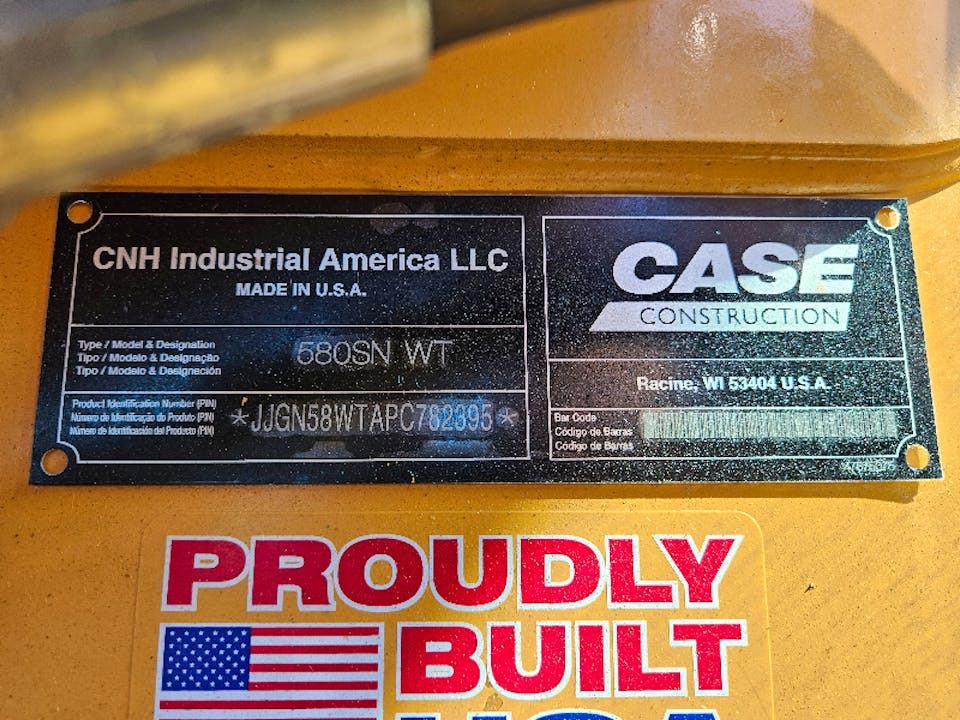 CNH Industrial America LLC
MADE IN U.S.A.
Type / Model & Designation
Tipo / Modelo & Designação
Tipo / Modelo & Designación
580SN WT
Product Identification Number (PIN)
Número de Identificação do Produto (PIN)
Número de Identificación del Producto (PIN)
*JJGN58WTAPC782395*
CASE
CONSTRUCTION
Racine, WI 53404 U.S.A.
Bar Code
Código de Barras
Código de Barras
PROUDLY
BUILT